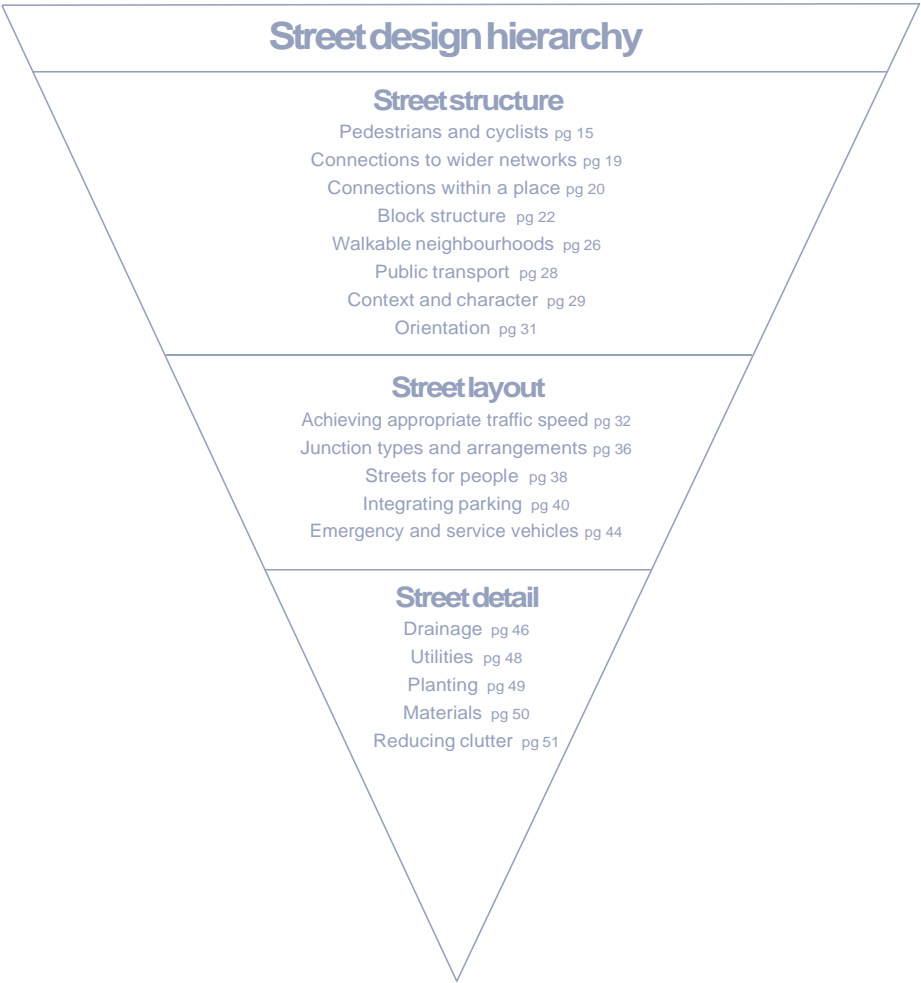 Street design hierarchy
Street structure
Pedestrians and cyclists pg 15
Connections to wider networks pg 19
Connections within a place pg 20
Block structure pg 22
Walkable neighbourhoods pg 26
Public transport pg 28
Context and character pg 29
Orientation pg 31
Street layout
Achieving appropriate traffic speed pg 32
Junction types and arrangements pg 36
Streets for people pg 38
Integrating parking pg 40
Emergency and service vehicles pg 44
Street detail
Drainage pg 46
Utilities pg 48
Planting pg 49
Materials pg 50
Reducing clutter pg 51